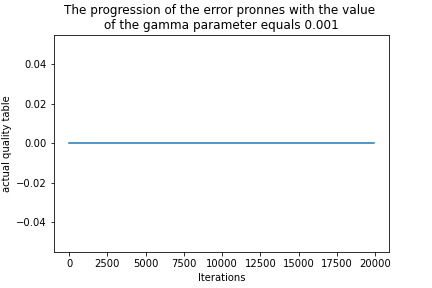 The progression of the error pronnes with the value
of the gamma parameter equals 0.001
actual quality table
0.04
0.02
0.00
−0.02
−0.04
0 2500 5000 7500 10000 12500 15000 17500 20000
Iterations